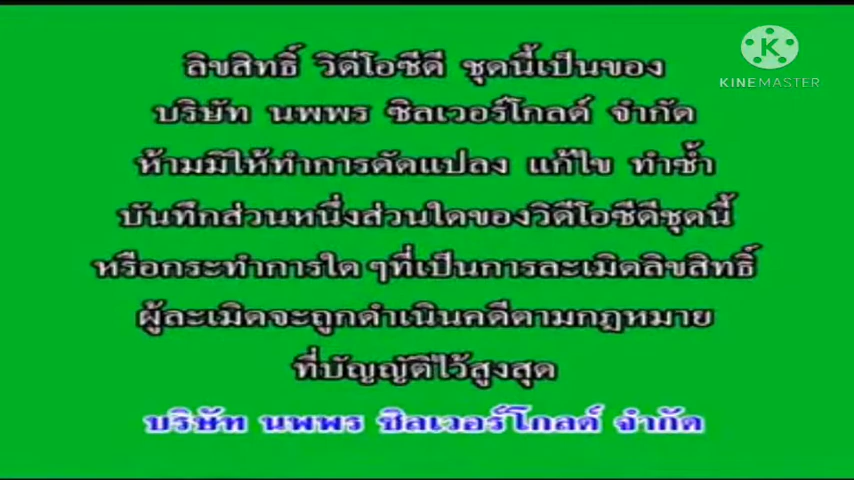 ลิขสิทธิ์ วิดีโอซีดี ชุดนี้เป็นของ
บริษัท นพพร ซิลเวอร์โกลด์ จำกัด
ห้ามมิให้ทำการดัดแปลง แก้ไข ทำซ้ำ
บันทึกส่วนหนึ่งส่วนใดของวิดีโอซีดีชุดนี้
หรือกระทำการใด ๆที่เป็นการละเมิดลิขสิทธิ์
ผู้ละเมิดจะถูกดำเนินคดีตามกฎหมาย
ที่บัญญัติไว้สูงสุด
บริษัท นพพร ซิลเวอร์โกลด์ จำกัด
K
KINEMASTER